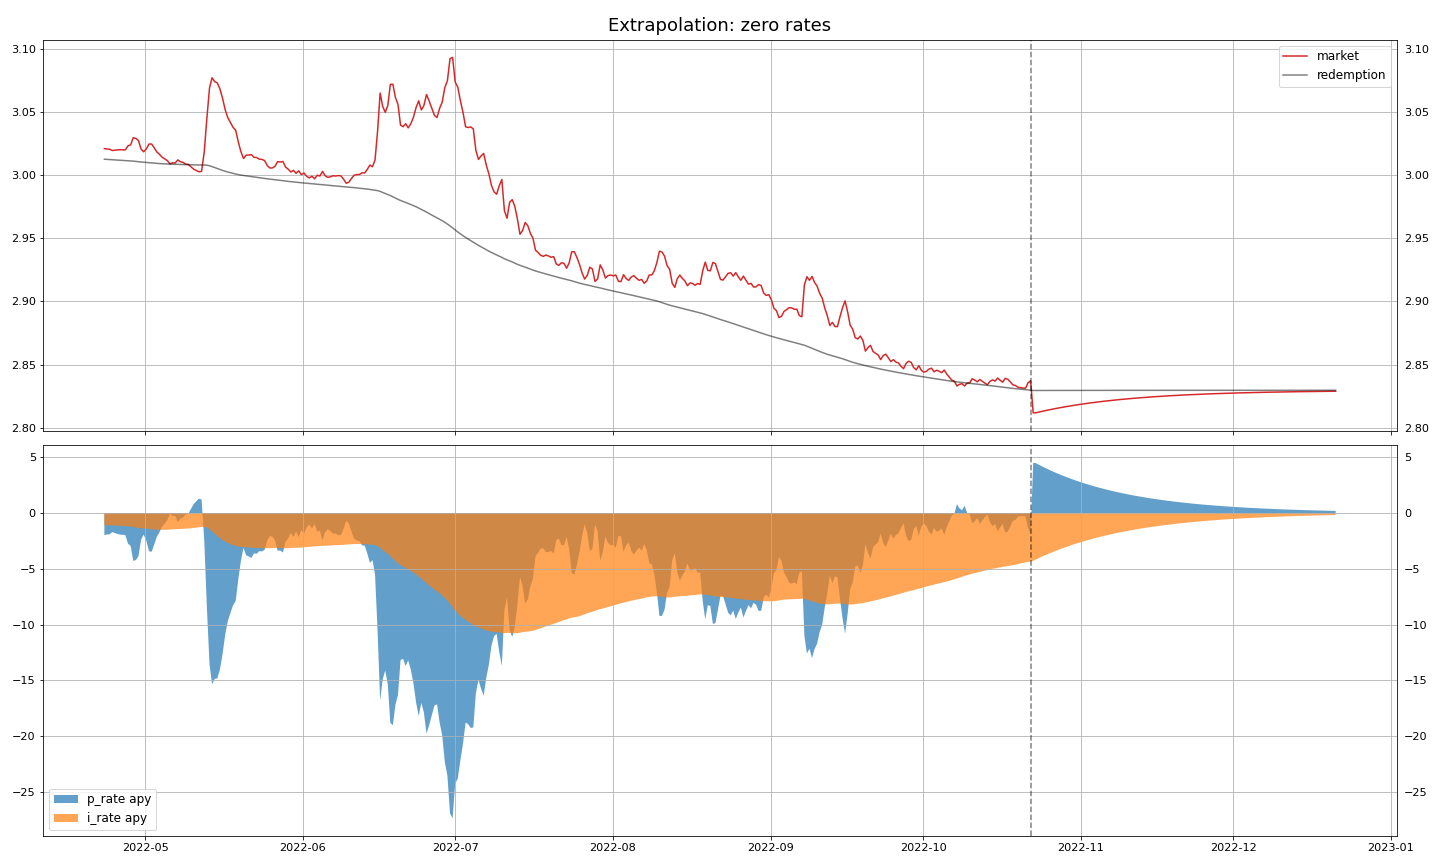 Extrapolation: zero rates
3.10 3.10
market
redemption
3.05 3.05
3.00 3.00
2.95 2.95
2.90 2.90
2.85 2.85
2.80 2.80
5 5
0 0
−5 −5
−10 −10
−15 −15
−20 −20
−25 −25
p_rate apy
i_rate apy
2022-05 2022-06 2022-07 2022-08 2022-09 2022-10 2022-11 2022-12 2023-01